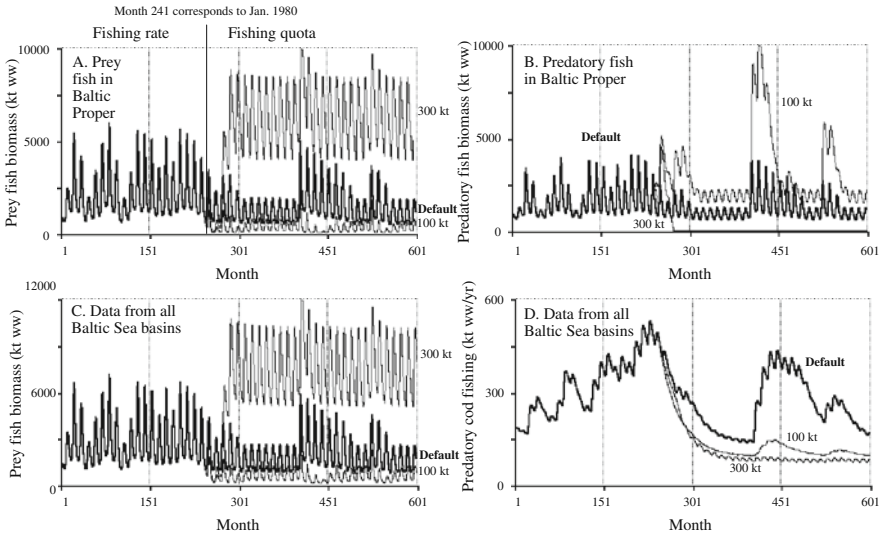 Month 241 corresponds to Jan. 1980
Fishing rate
Fishing quota
Prey fish biomass (kt ww)
10000
5000
0
A. Prey
fish in
Baltic
Proper
300 kt
Default
100 kt
1
151
301
451
601
Month
Predatory fish biomass (kt ww)
10000
5000
0
B. Predatory fish
in Baltic Proper
100 kt
Default
300 kt
1
151
301
451
601
Month
Prey fish biomass (kt ww)
12000
6000
0
C. Data from all
Baltic Sea basins
300 kt
Default
100 kt
1
151
301
451
601
Month
Predatory cod fishing (kt ww/yr)
600
300
0
D. Data from all
Baltic Sea basins
Default
100 kt
300 kt
1
151
301
451
601
Month